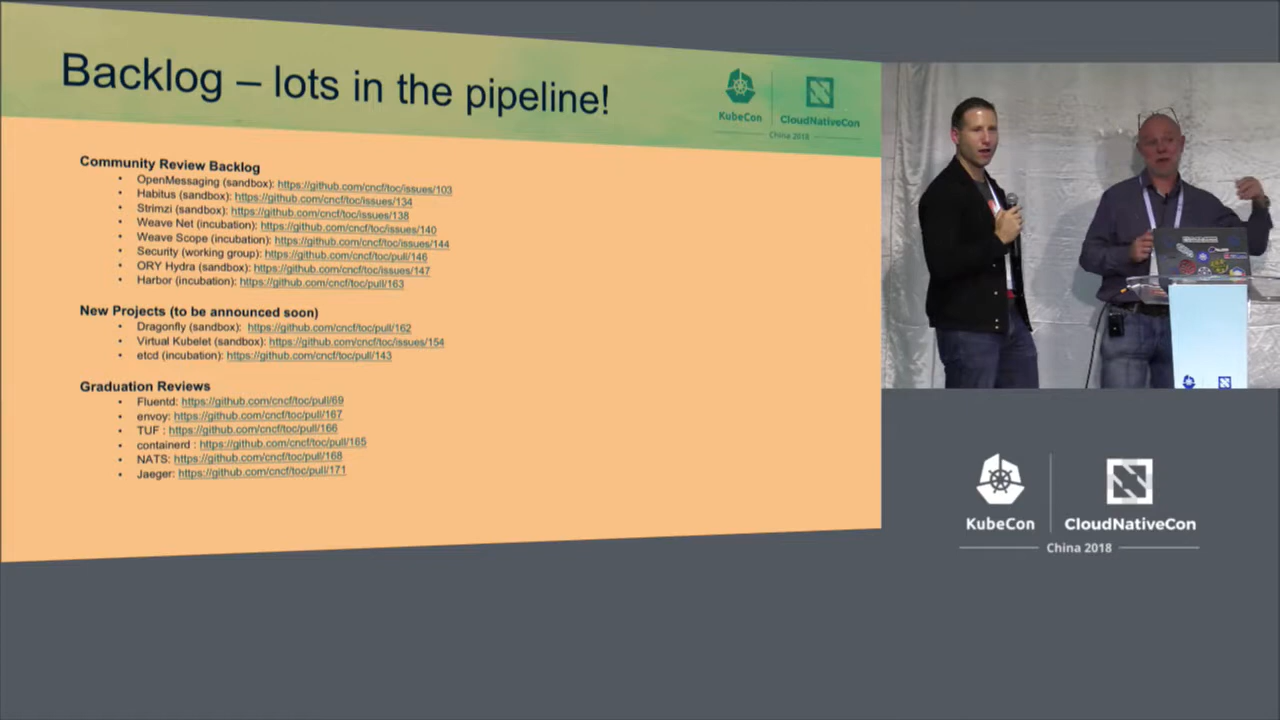 Backlog – lots in the pipeline!
KubeCon
CloudNativeCon
China 2018
Community Review Backlog
• OpenMessaging (sandbox): https://github.com/cncf/toc/issues/103
• Habitus (sandbox): https://github.com/cncf/toc/issues/134
• Strimzi (sandbox): https://github.com/cncf/toc/issues/138
• Weave Net (incubation): https://github.com/cncf/toc/issues/140
• Weave Scope (incubation): https://github.com/cncf/toc/issues/144
• Security (working group): https://github.com/cncf/toc/pull/146
• ORY Hydra (sandbox): https://github.com/cncf/toc/issues/147
• Harbor (incubation): https://github.com/cncf/toc/pull/163
New Projects (to be announced soon)
• Dragonfly (sandbox): https://github.com/cncf/toc/pull/162
• Virtual Kubelet (sandbox): https://github.com/cncf/toc/issues/154
• etcd (incubation): https://github.com/cncf/toc/pull/143
Graduation Reviews
• Fluentd: https://github.com/cncf/toc/pull/69
• envoy: https://github.com/cncf/toc/pull/167
• TUF : https://github.com/cncf/toc/pull/166
• containerd : https://github.com/cncf/toc/pull/165
• NATS: https://github.com/cncf/toc/pull/168
• Jaeger: https://github.com/cncf/toc/pull/171
KubeCon
CloudNativeCon
China 2018